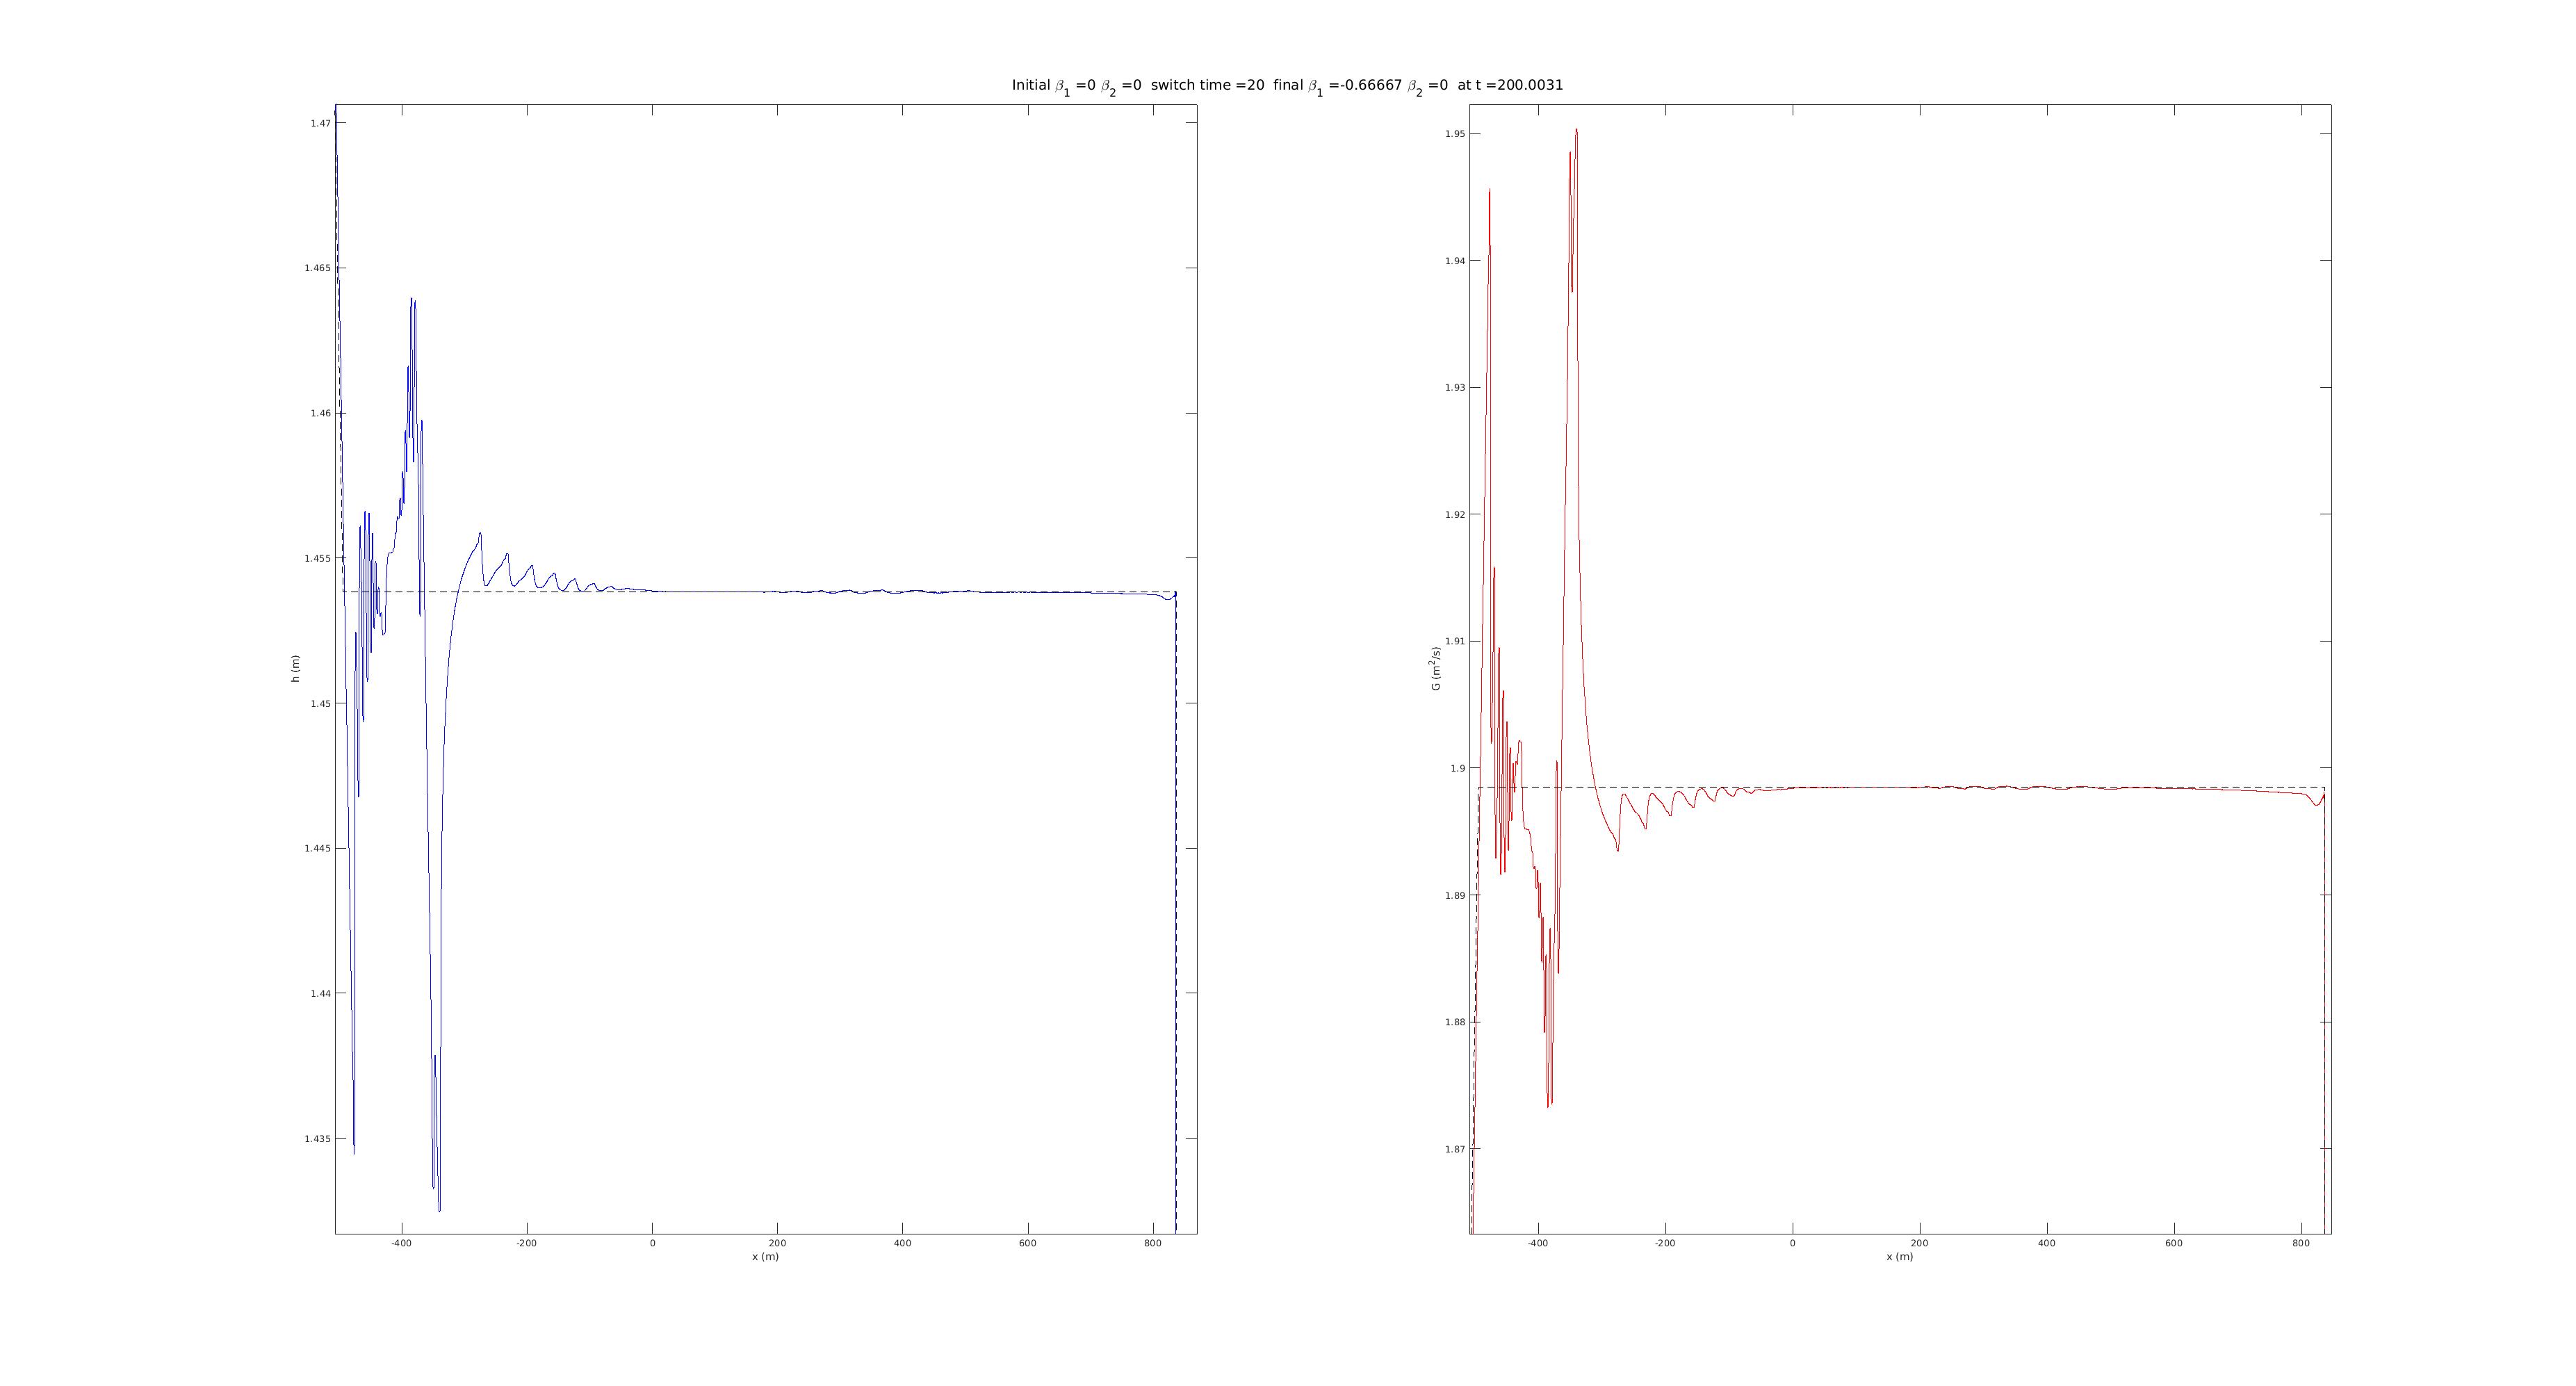 Initial β₁ =0 β₂ =0 switch time =20 final β₁ =-0.66667 β₂ =0 at t =200.0031
1.47
1.465
1.46
1.455
1.45
1.445
1.44
1.435
h (m)
-400 -200 0 200 400 600 800
x (m)
1.95
1.94
1.93
1.92
1.91
1.9
1.89
1.88
1.87
G (m²/s)
-400 -200 0 200 400 600 800
x (m)